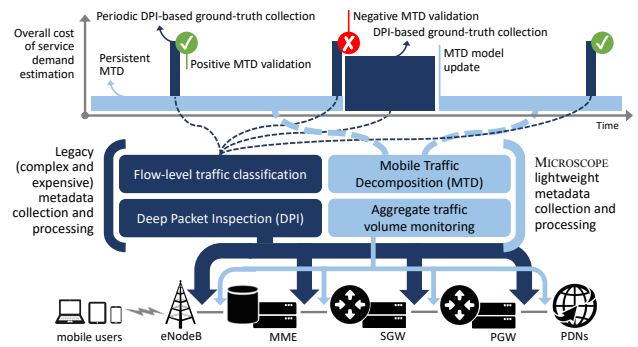 Overall cost
of service
demand
estimation
Periodic DPI-based ground-truth collection
Negative MTD validation
DPI-based ground-truth collection
Persistent
MTD
Positive MTD validation
MTD model
update
Time
Legacy
(complex and
expensive)
metadata
collection and
processing
Flow-level traffic classification
Mobile Traffic
Decomposition (MTD)
Deep Packet Inspection (DPI)
Aggregate traffic
volume monitoring
MICROSCOPE
lightweight
metadata
collection and
processing
mobile users
eNodeB
MME
SGW
PGW
PDNs